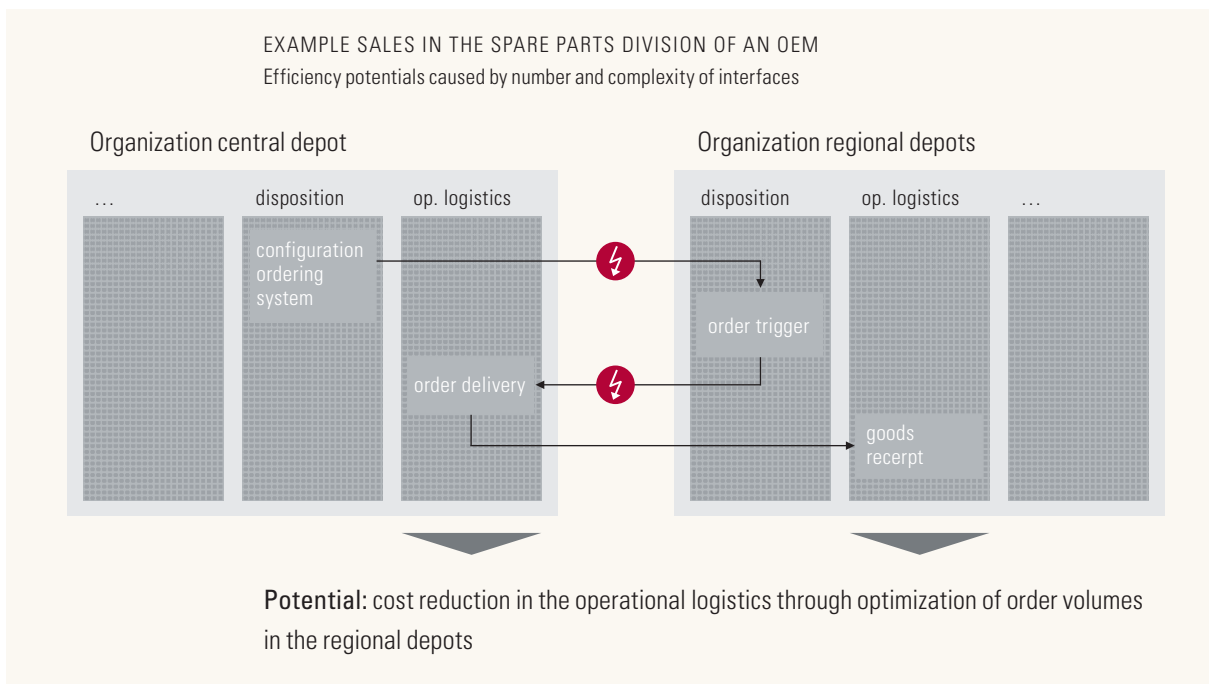 EXAMPLE SALES IN THE SPARE PARTS DIVISION OF AN OEM
Efficiency potentials caused by number and complexity of interfaces
Organization central depot
...
disposition
op. logistics
configuration
ordering
system
order delivery
Organization regional depots
disposition
op. logistics
...
order trigger
goods
recerpt
Potential: cost reduction in the operational logistics through optimization of order volumes
in the regional depots